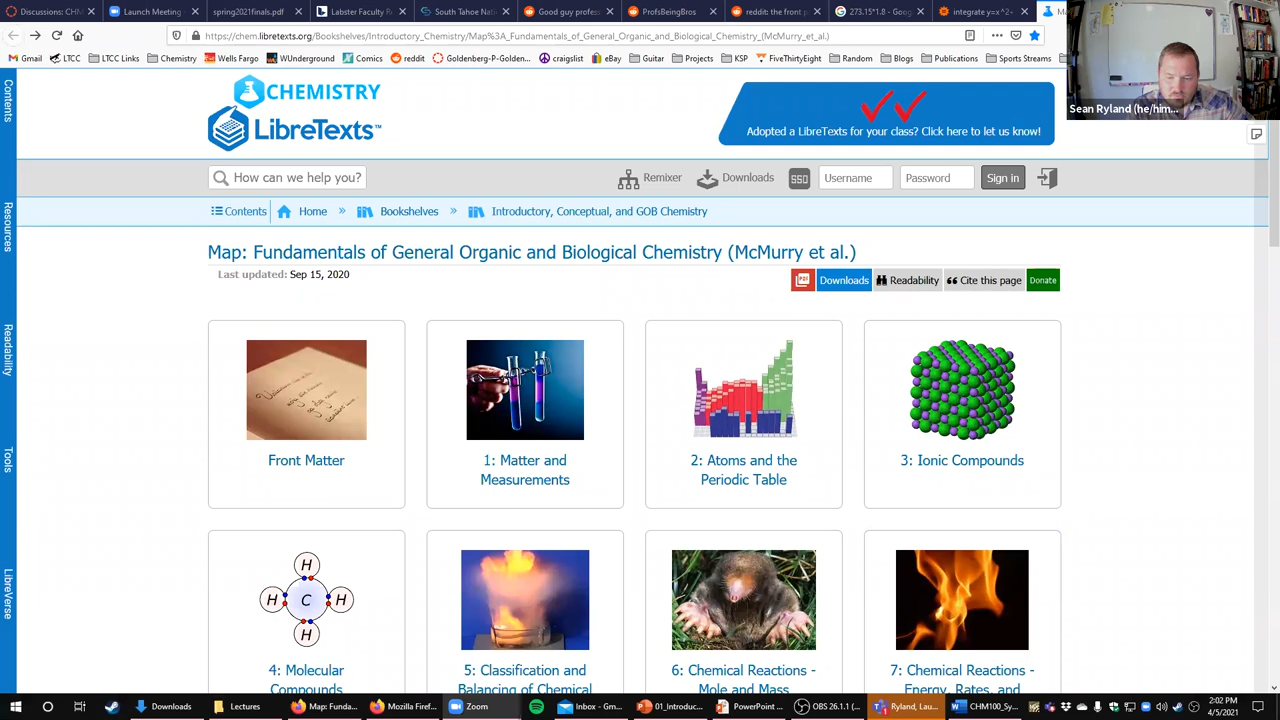 Discussions: CHM
Launch Meeting -
spring2021finals.pdf
Labster Faculty R
South Tahoe Nati
Good guy profess
ProfsBeingBros
reddit: the front p
273.15*1.8 - Goog
integrate y=x^2+
https://chem.libretexts.org/Bookshelves/Introductory_Chemistry/Map%3A_Fundamentals_of_General_Organic_and_Biological_Chemistry_(McMurry_et_al.)
Gmail
LTCC
LTCC Links
Chemistry
Wells Fargo
WUnderground
Comics
reddit
Goldenberg-P-Golden...
craigslist
eBay
Guitar
Projects
KSP
FiveThirtyEight
Random
Blogs
Publications
Sports Streams
Sean Ryland (he/him...
Contents
Resources
Readability
Tools
LibreVerse
CHEMISTRY
LibreTexts™
Adopted a LibreTexts for your class? Click here to let us know!
How can we help you?
Remixer
Downloads
SSO
Username
Password
Sign in
Contents
Home
»
Bookshelves
»
Introductory, Conceptual, and GOB Chemistry
Map: Fundamentals of General Organic and Biological Chemistry (McMurry et al.)
Last updated: Sep 15, 2020
PDF
Downloads
Readability
Cite this page
Donate
Front Matter
1: Matter and
Measurements
2: Atoms and the
Periodic Table
3: Ionic Compounds
H
H C H
H
4: Molecular
Compounds
5: Classification and
Balancing of Chemical
6: Chemical Reactions -
Mole and Mass
7: Chemical Reactions -
Energy, Rates, and
Downloads
Lectures
Map: Funda...
Mozilla Firef...
Zoom
Inbox - Gm...
01_Introduc...
PowerPoint ...
OBS 26.1.1 (...
Ryland, Lau...
CHM100_Sy...
2:02 PM
4/5/2021